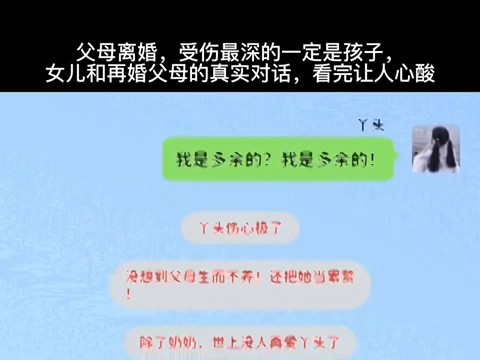 父母离婚，受伤最深的一定是孩子，
女儿和再婚父母的真实对话，看完让人心酸
丫头
我是多余的？我是多余的！
丫头伤心极了
没想到父母生而不养！还把她当累赘
！
除了奶奶，世上没人再爱丫头了